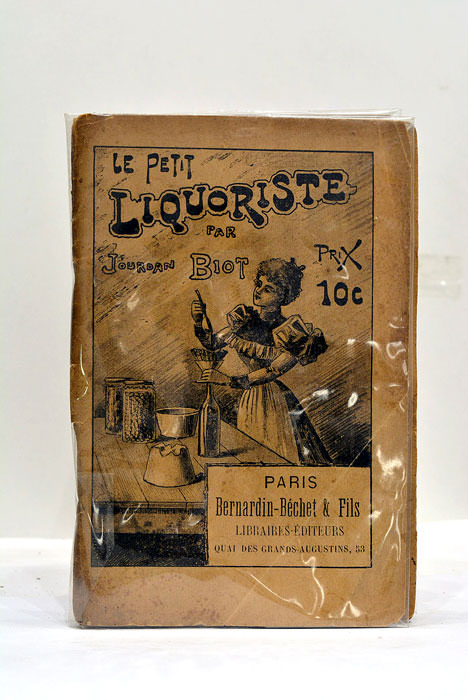 LE PETIT
LIQUORISTE
PAR
JOURDAN BIOT
PRIX
10c
PARIS
Bernardin-Béchet & Fils
LIBRAIRES-ÉDITEURS
QUAI DES GRANDS-AUGUSTINS, 53